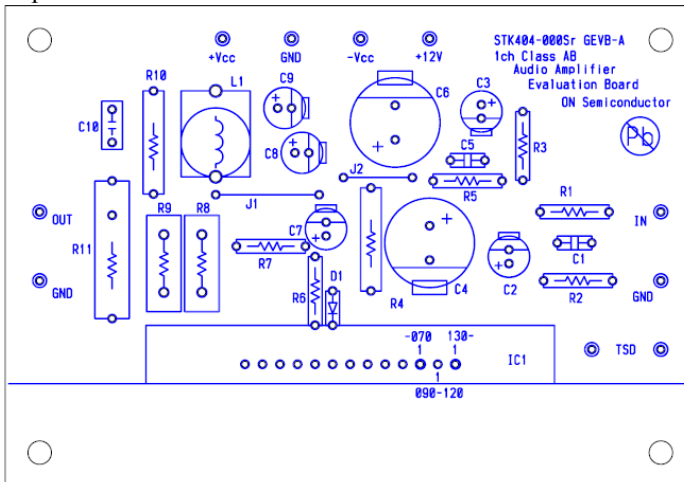 STK404-000Sr GEVB-A
1ch Class AB
Audio Amplifier
Evaluation Board
ON Semiconductor
Pb
+Vcc
GND
-Vcc
+12V
R10
L1
C9
C6
C3
C10
C8
C5
R3
J2
J1
R5
R1
OUT
R9
R8
C7
IN
R11
R7
C1
GND
R6
D1
R4
C4
C2
R2
GND
TSD
-070
130-
1
1
IC1
1
090-120